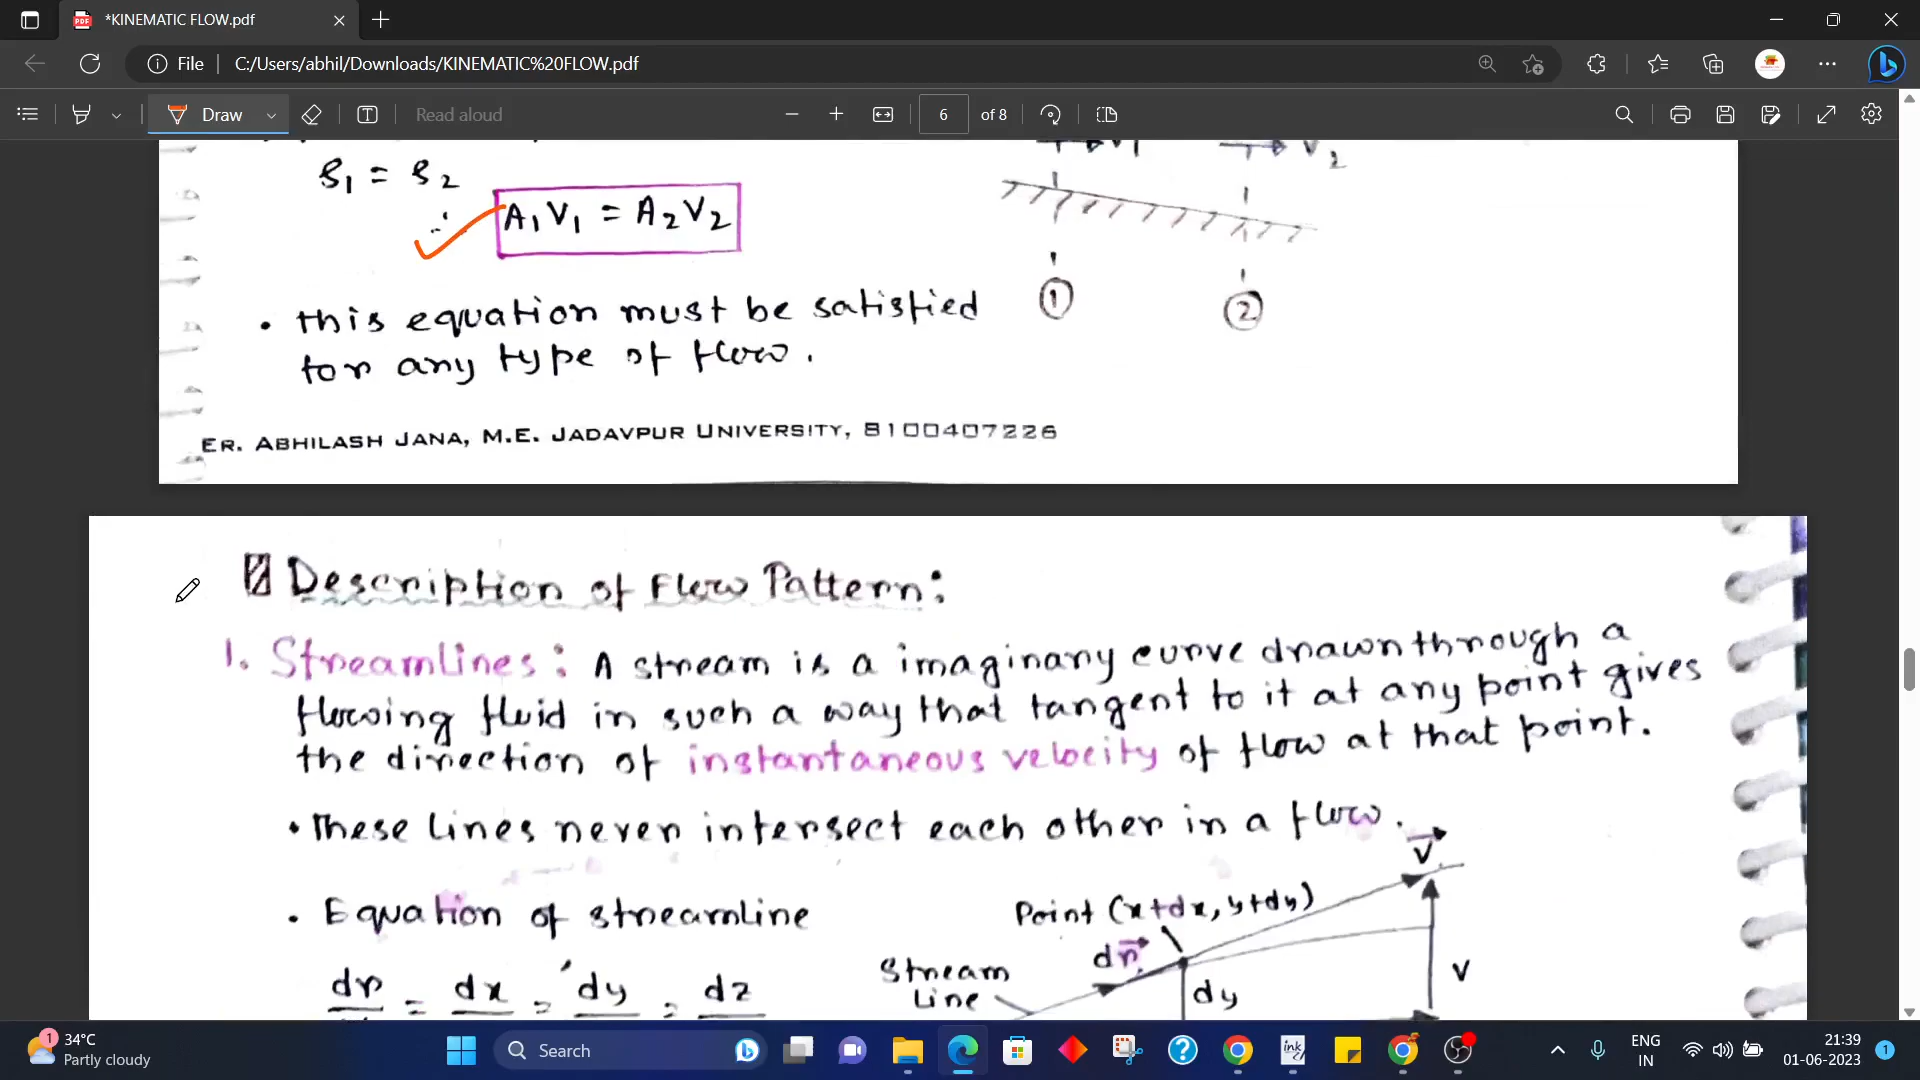 *KINEMATIC FLOW.pdf
File
C:/Users/abhil/Downloads/KINEMATIC%20FLOW.pdf
Draw
Read aloud
6 of 8
V1
V2
ρ1 = ρ2
∴ A1V1 = A2V2
① ②
• this equation must be satisfied
for any type of flow.
ER. ABHILASH JANA, M.E. JADAVPUR UNIVERSITY, 8100407226
Description of Flow Pattern:
1. Streamlines: A stream is a imaginary curve drawn through a
flowing fluid in such a way that tangent to it at any point gives
the direction of instantaneous velocity of flow at that point.
• These lines never intersect each other in a flow.
V
• Equation of streamline
Point (x+dx, y+dy)
dr
Stream
Line
dy
V
dr = dx = dy = dz
1
34°C
Partly cloudy
Search
ink
ENG
IN
21:39
01-06-2023
1